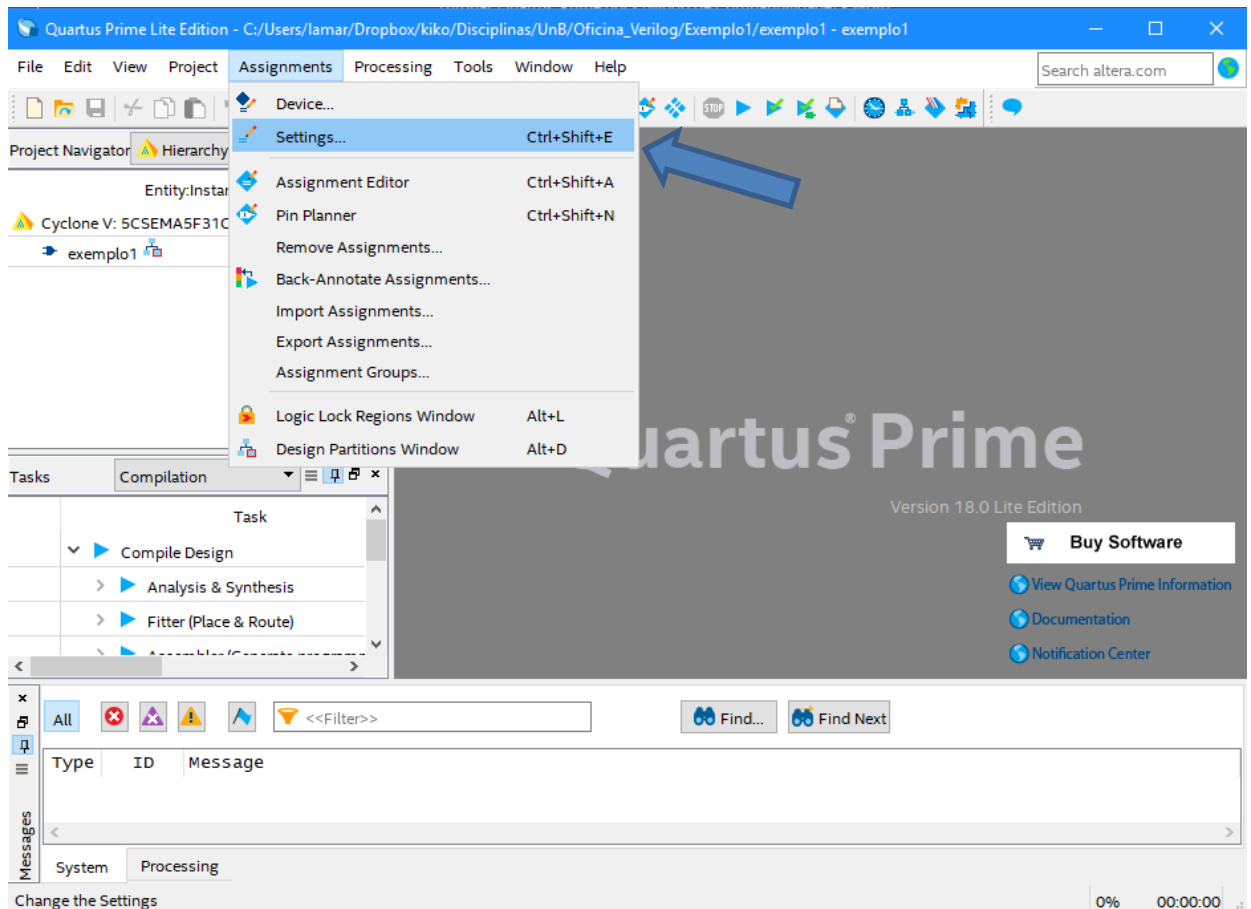 Quartus Prime Lite Edition - C:/Users/lamar/Dropbox/kiko/Disciplinas/UnB/Oficina_Verilog/Exemplo1/exemplo1 - exemplo1
File Edit View Project Assignments Processing Tools Window Help
Search altera.com
Device...
Settings... Ctrl+Shift+E
Project Navigator Hierarchy
Assignment Editor Ctrl+Shift+A
Entity:Instar
Pin Planner Ctrl+Shift+N
Cyclone V: 5CSEMA5F31C
Remove Assignments...
exemplo1
Back-Annotate Assignments...
Import Assignments...
Export Assignments...
Assignment Groups...
Logic Lock Regions Window Alt+L
Design Partitions Window Alt+D
uartus® Prime
Tasks Compilation
Version 18.0 Lite Edition
Task
Buy Software
Compile Design
View Quartus Prime Information
Analysis & Synthesis
Documentation
Fitter (Place & Route)
Notification Center
All <<Filter>> Find... Find Next
Type ID Message
Messages
System Processing
Change the Settings 0% 00:00:00